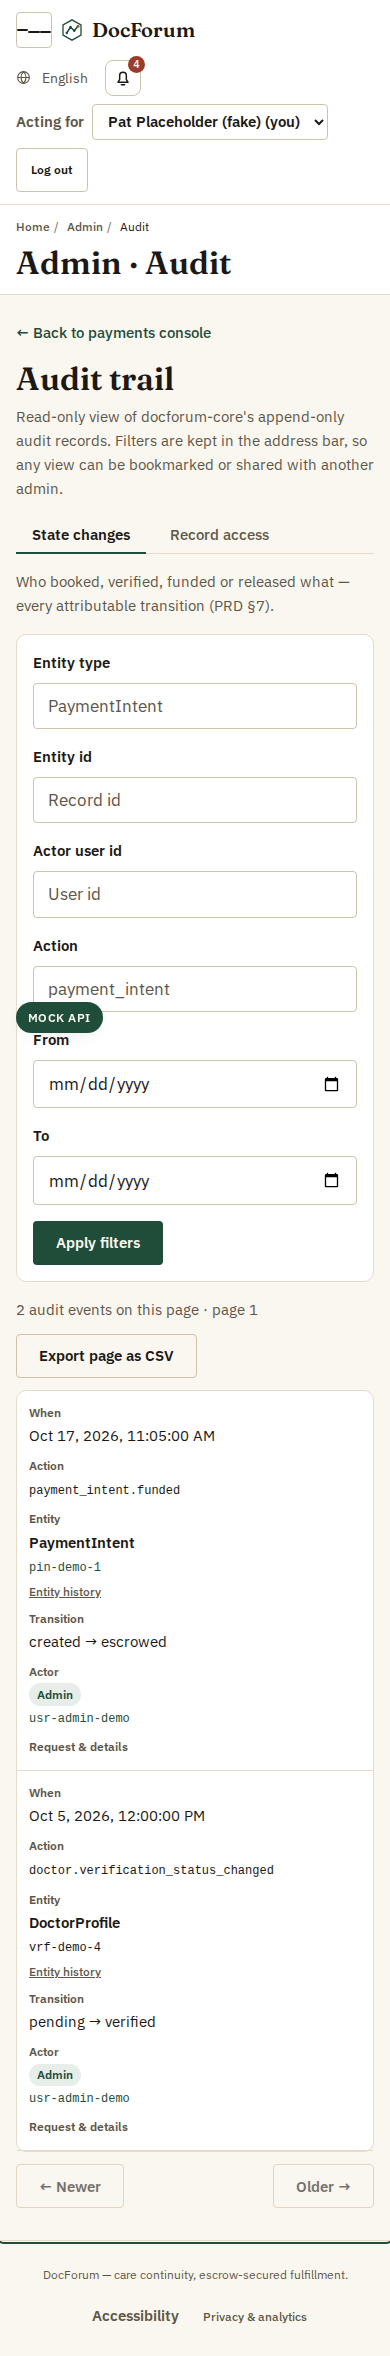 DocForum
English
4
Acting for
Pat Placeholder (fake) (you)
Log out
Home / Admin / Audit
Admin · Audit
← Back to payments console
Audit trail
Read-only view of docforum-core's append-only
audit records. Filters are kept in the address bar, so
any view can be bookmarked or shared with another
admin.
State changes Record access
Who booked, verified, funded or released what —
every attributable transition (PRD §7).
Entity type
PaymentIntent
Entity id
Record id
Actor user id
User id
Action
payment_intent
MOCK API
From
mm/dd/yyyy
To
mm/dd/yyyy
Apply filters
2 audit events on this page · page 1
Export page as CSV
When
Oct 17, 2026, 11:05:00 AM
Action
payment_intent.funded
Entity
PaymentIntent
pin-demo-1
Entity history
Transition
created → escrowed
Actor
Admin
usr-admin-demo
Request & details
When
Oct 5, 2026, 12:00:00 PM
Action
doctor.verification_status_changed
Entity
DoctorProfile
vrf-demo-4
Entity history
Transition
pending → verified
Actor
Admin
usr-admin-demo
Request & details
← Newer Older →
DocForum — care continuity, escrow-secured fulfillment.
Accessibility Privacy & analytics